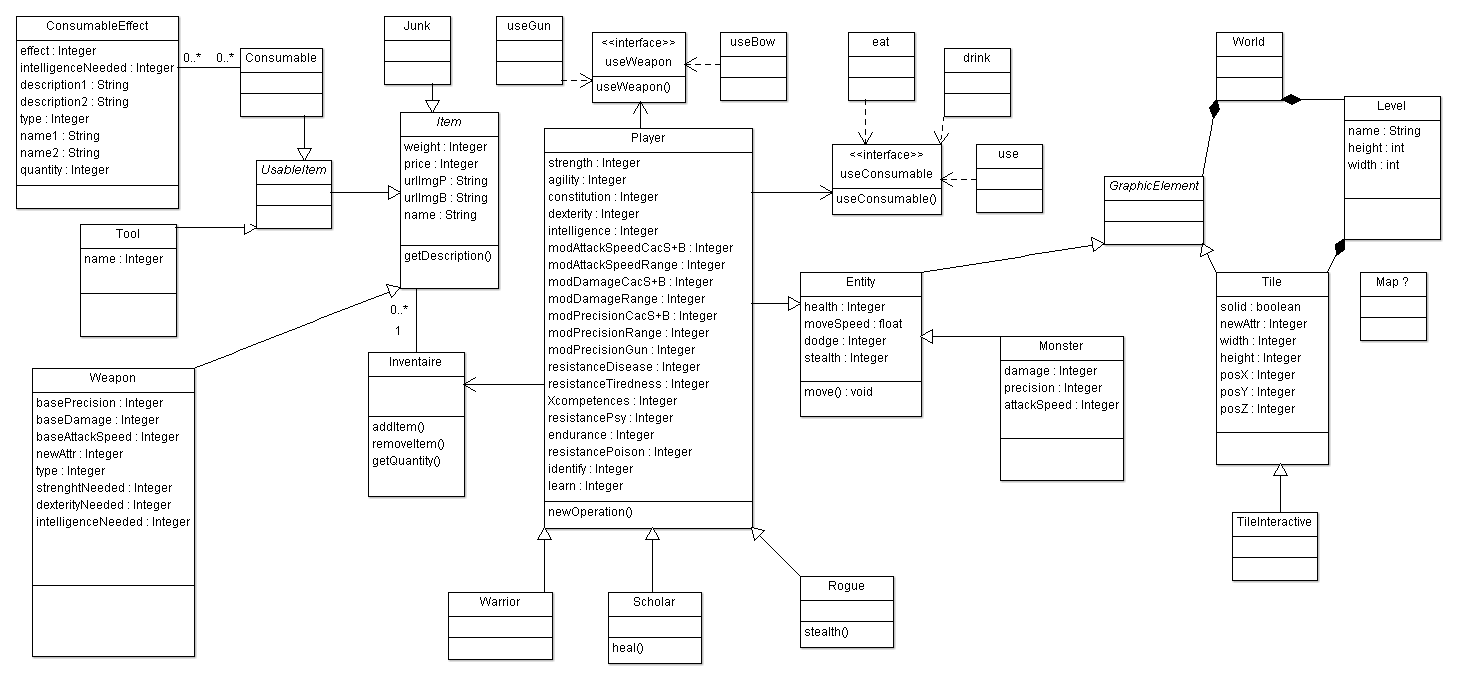 ConsumableEffect
effect : Integer
intelligenceNeeded : Integer
description1 : String
description2 : String
type : Integer
name1 : String
name2 : String
quantity : Integer
0..*
0..*
Consumable
Junk
useGun
<<interface>>
useWeapon
useWeapon()
useBow
eat
drink
<<interface>>
useConsumable
useConsumable()
use
World
Level
name : String
height : int
width : int
UsableItem
Tool
name : Integer
Item
weight : Integer
price : Integer
urlImgP : String
urlImgB : String
name : String
getDescription()
0..*
1
Inventaire
addItem()
removeItem()
getQuantity()
Weapon
basePrecision : Integer
baseDamage : Integer
baseAttackSpeed : Integer
newAttr : Integer
type : Integer
strenghtNeeded : Integer
dexterityNeeded : Integer
intelligenceNeeded : Integer
Player
strength : Integer
agility : Integer
constitution : Integer
dexterity : Integer
intelligence : Integer
modAttackSpeedCacS+B : Integer
modAttackSpeedRange : Integer
modDamageCacS+B : Integer
modDamageRange : Integer
modPrecisionCacS+B : Integer
modPrecisionRange : Integer
modPrecisionGun : Integer
resistanceDisease : Integer
resistanceTiredness : Integer
Xcompetences : Integer
resistancePsy : Integer
endurance : Integer
resistancePoison : Integer
identify : Integer
learn : Integer
newOperation()
GraphicElement
Entity
health : Integer
moveSpeed : float
dodge : Integer
stealth : Integer
move() : void
Monster
damage : Integer
precision : Integer
attackSpeed : Integer
Tile
solid : boolean
newAttr : Integer
width : Integer
height : Integer
posX : Integer
posY : Integer
posZ : Integer
Map ?
TileInteractive
Warrior
Scholar
heal()
Rogue
stealth()